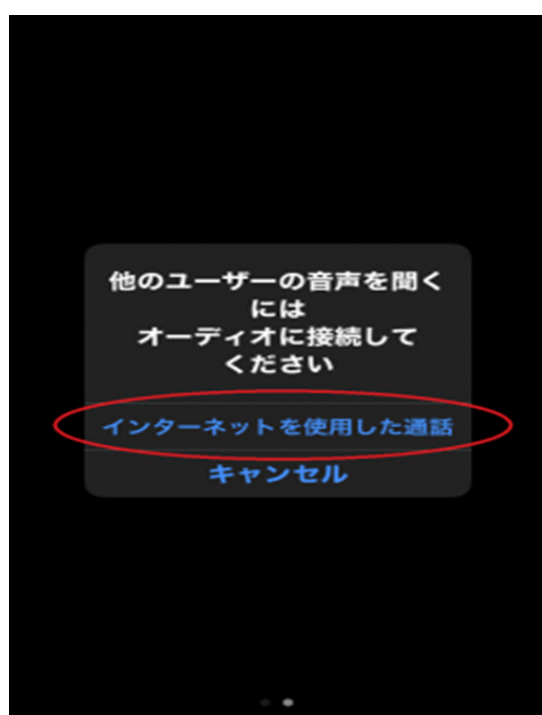 他のユーザーの音声を聞く
には
オーディオに接続して
ください
インターネットを使用した通話
キャンセル